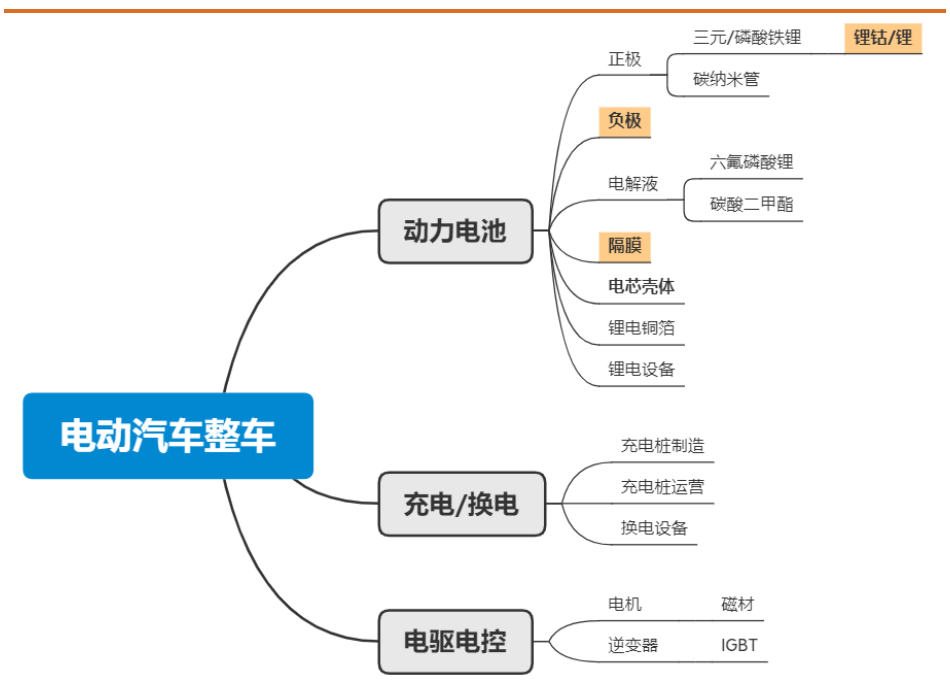 三元/磷酸铁锂
锂钴/锂
正极
碳纳米管
负极
六氟磷酸锂
电解液
碳酸二甲酯
动力电池
隔膜
电芯壳体
锂电铜箔
锂电设备
电动汽车整车
充电桩制造
充电/换电
充电桩运营
换电设备
电机
磁材
电驱电控
逆变器
IGBT